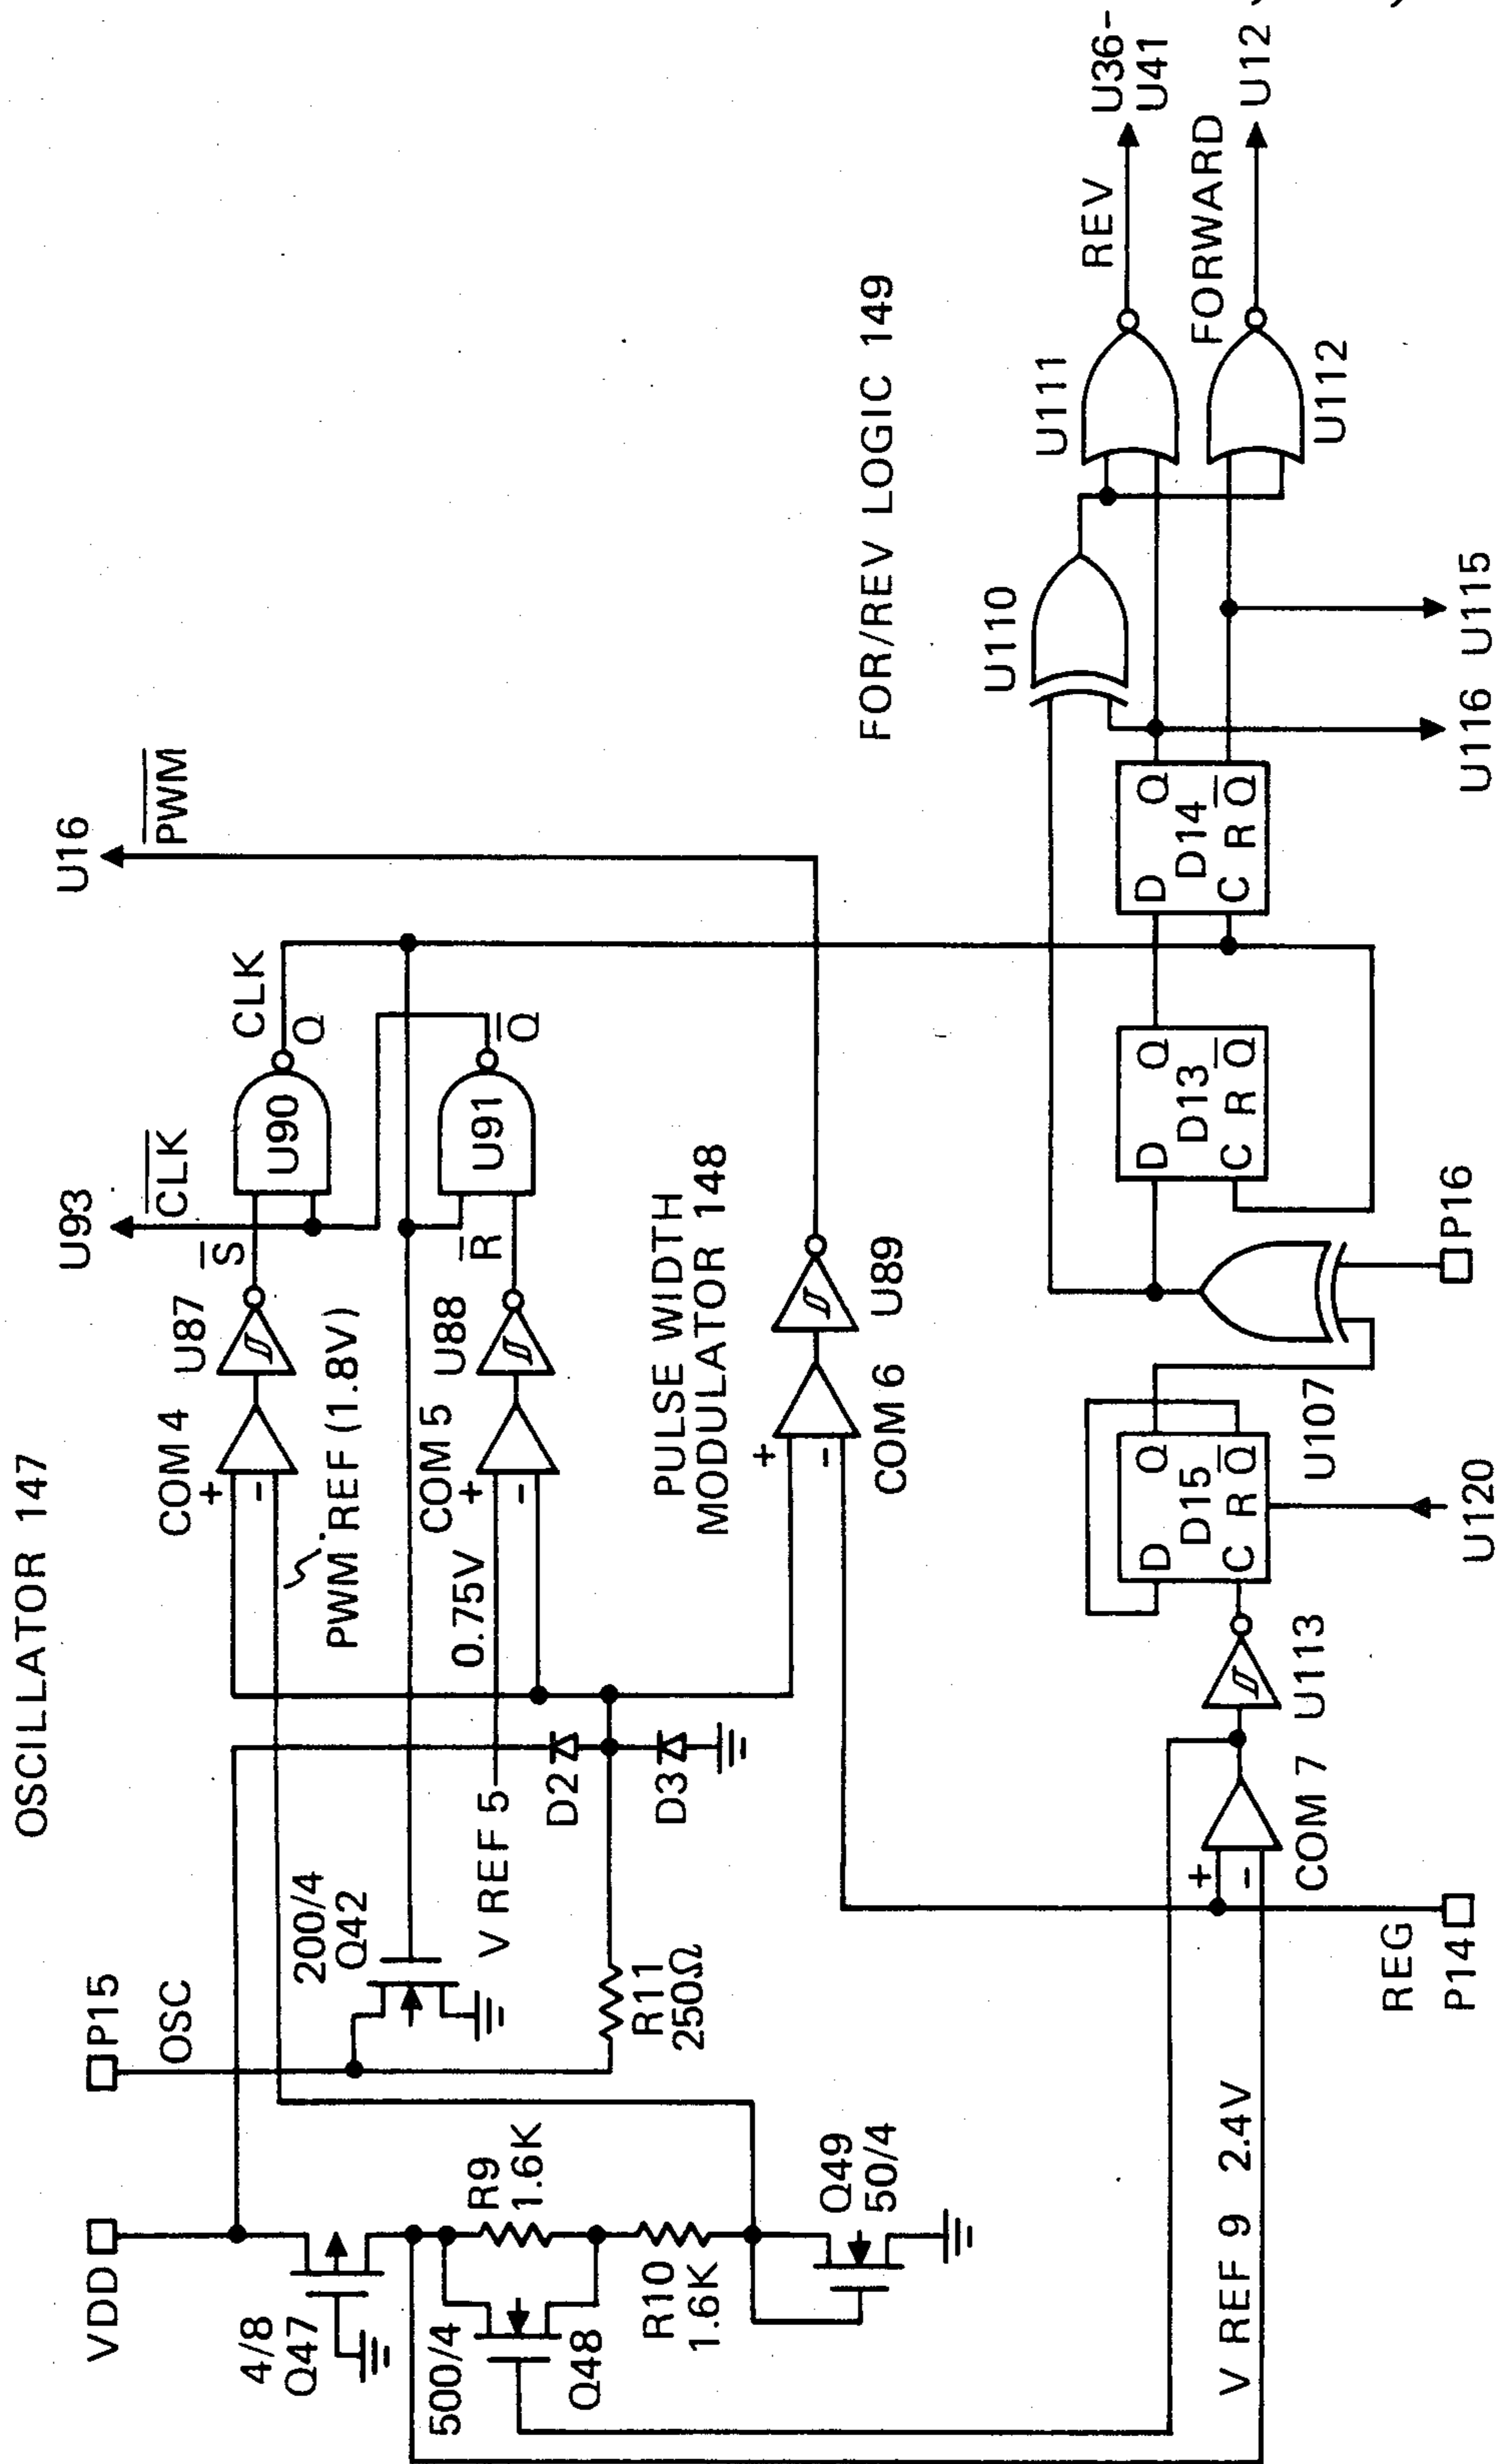 OSCILLATOR 147
VDD
P15
OSC
U93
CLK
U16
PWM
4/8
Q47
500/4
Q48
R9
1.6K
R10
1.6K
Q49
50/4
200/4
Q42
V REF 5
0.75V
R11
250Ω
D2
D3
COM 4
+
-
PWM REF (1.8V)
U87
S
U90
CLK
Q
COM 5
+
-
U88
R
U91
Q
PULSE WIDTH
MODULATOR 148
+
-
COM 6
U89
V REF 9 2.4V
REG
P14
+
-
COM 7
U113
D Q
D15
C R Q
U107
U120
P16
D Q
D13
C R Q
D Q
D14
C R Q
FOR/REV LOGIC 149
U110
U116
U115
U111
U112
REV
U36-
U41
FORWARD
U12